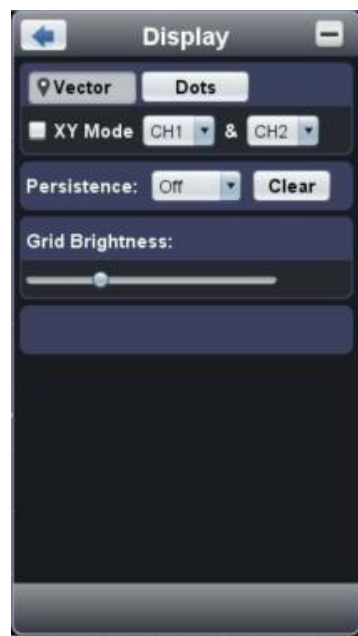 Display
Vector Dots
XY Mode CH1 & CH2
Persistence: Off Clear
Grid Brightness: